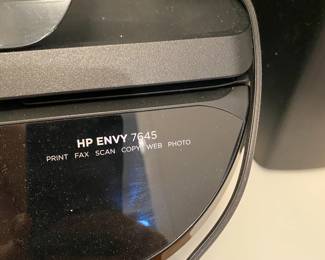 HP ENVY 7645
PRINT FAX SCAN COPY WEB PHOTO